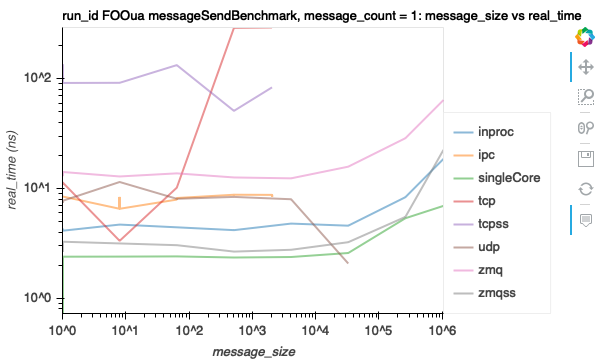 run_id FOOua messageSendBenchmark, message_count = 1: message_size vs real_time
real_time (ns)
10^2
10^1
10^0
10^0
10^1
10^2
10^3
10^4
10^5
10^6
message_size
inproc
ipc
singleCore
tcp
tcpss
udp
zmq
zmqss